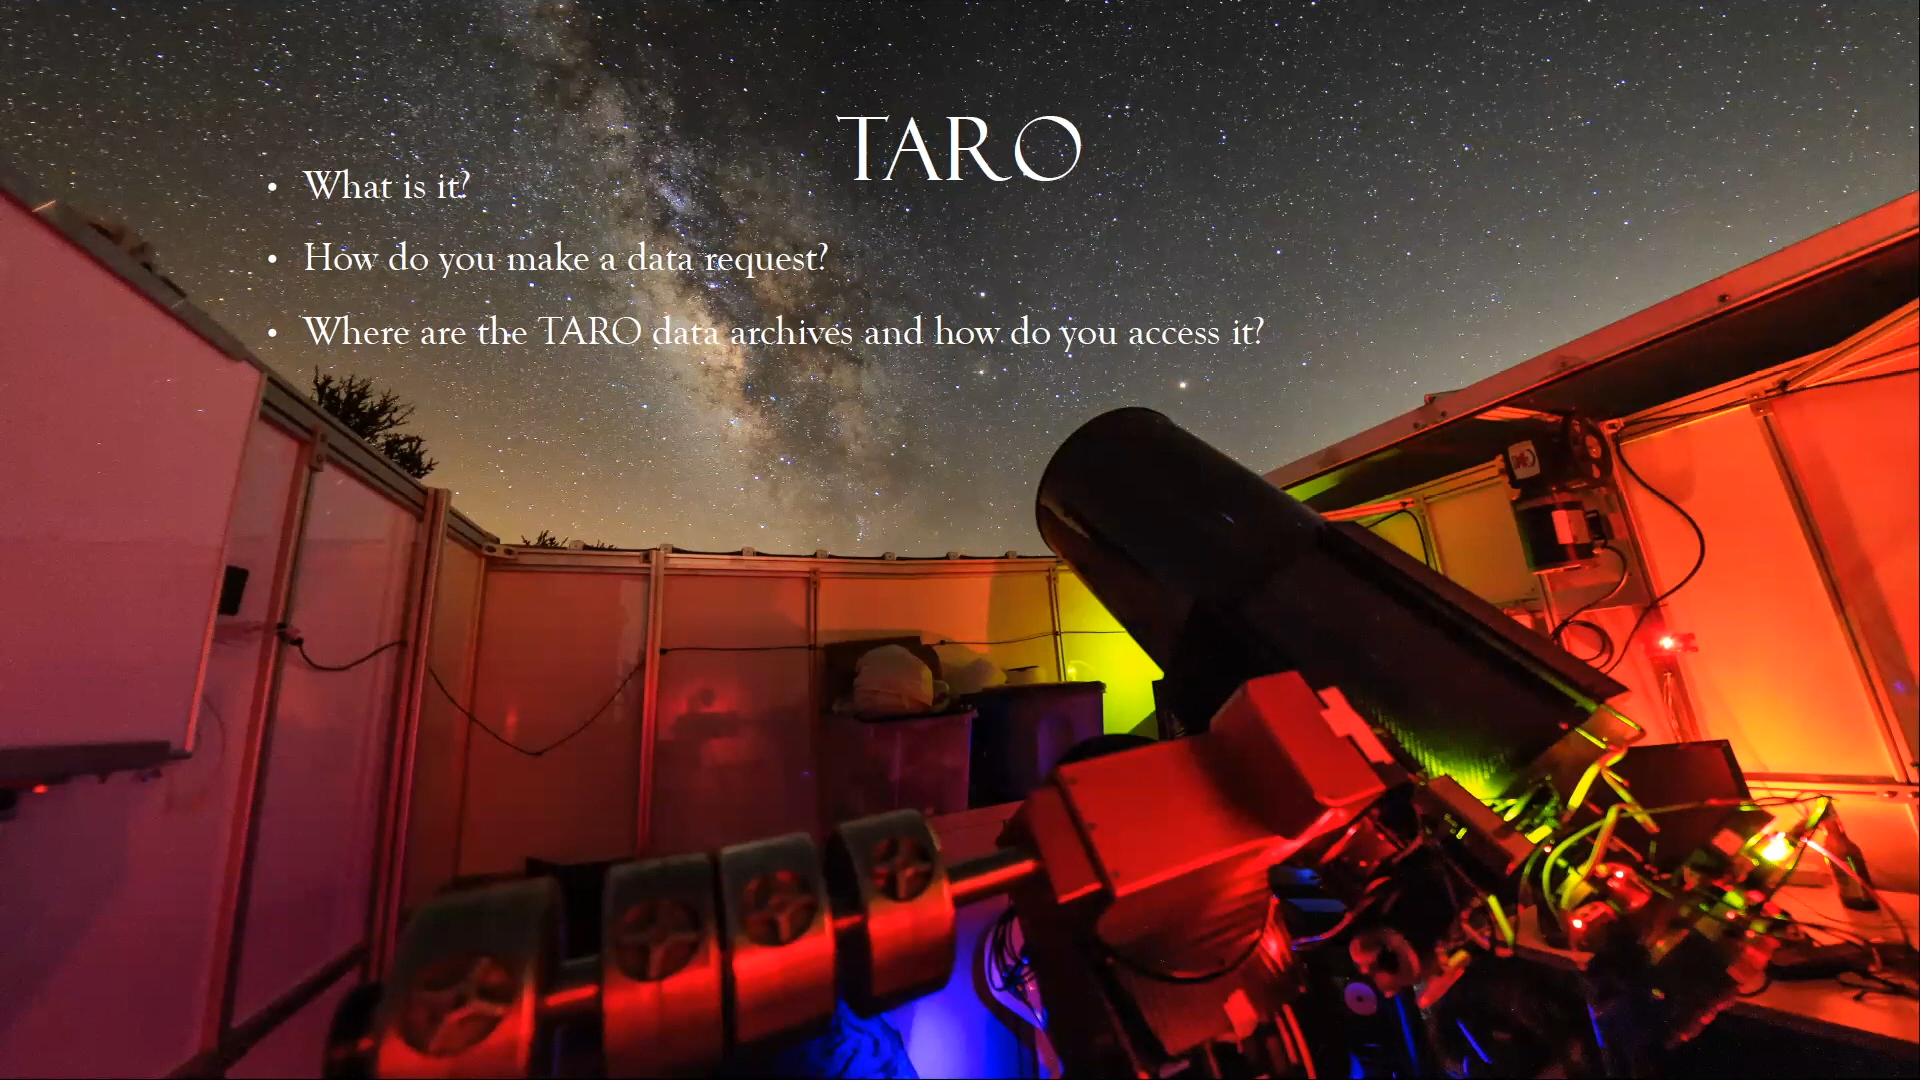 TARO
• What is it?
• How do you make a data request?
• Where are the TARO data archives and how do you access it?